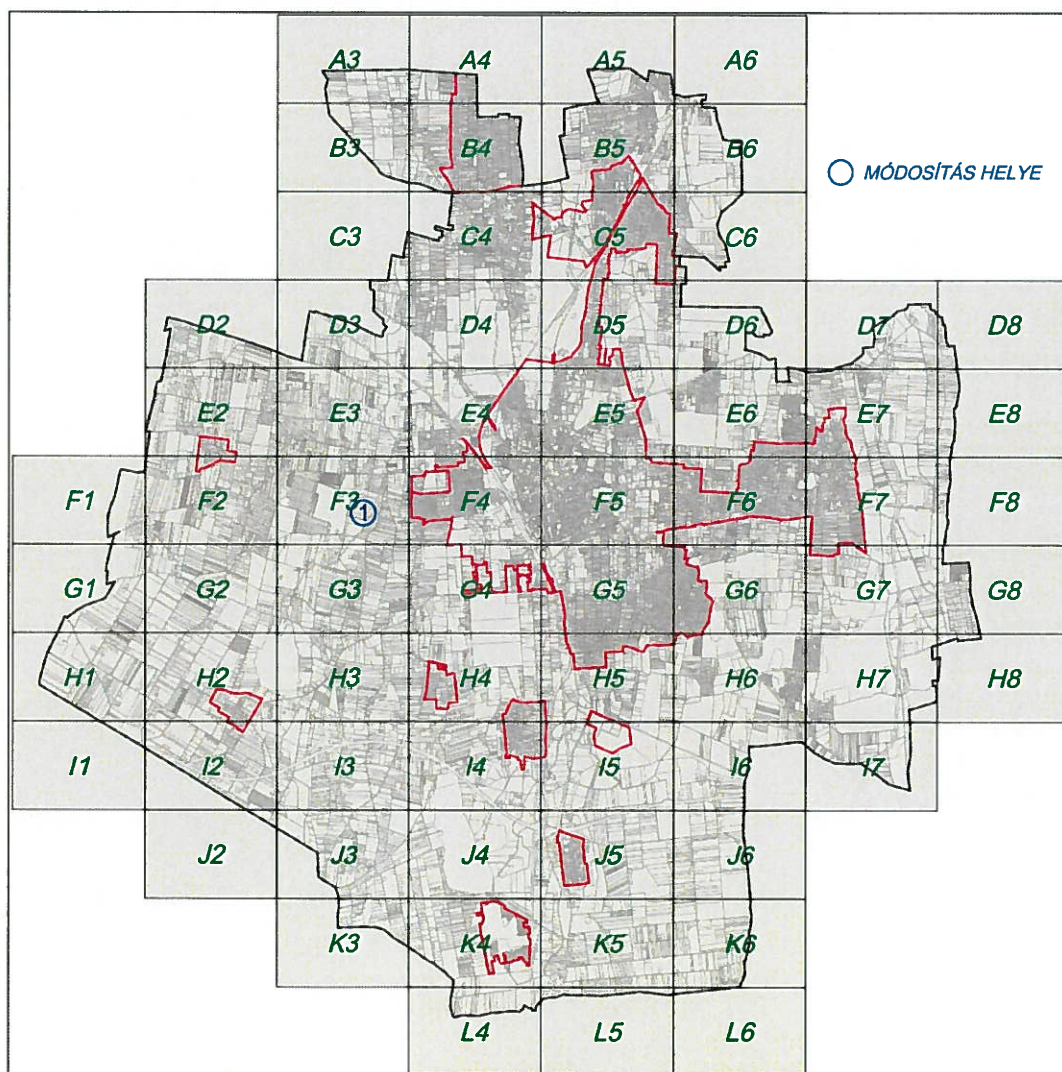 A3 A4 A5 A6
B3 B4 B5 B6
MÓDOSÍTÁS HELYE
C3 C4 C5 C6
D2 D3 D4 D5 D6 D7 D8
E2 E3 E4 E5 E6 E7 E8
F1 F2 F3 F4 F5 F6 F7 F8
1
G1 G2 G3 G4 G5 G6 G7 G8
H1 H2 H3 H4 H5 H6 H7 H8
I1 I2 I3 I4 I5 I6 I7
J2 J3 J4 J5 J6
K3 K4 K5 K6
L4 L5 L6